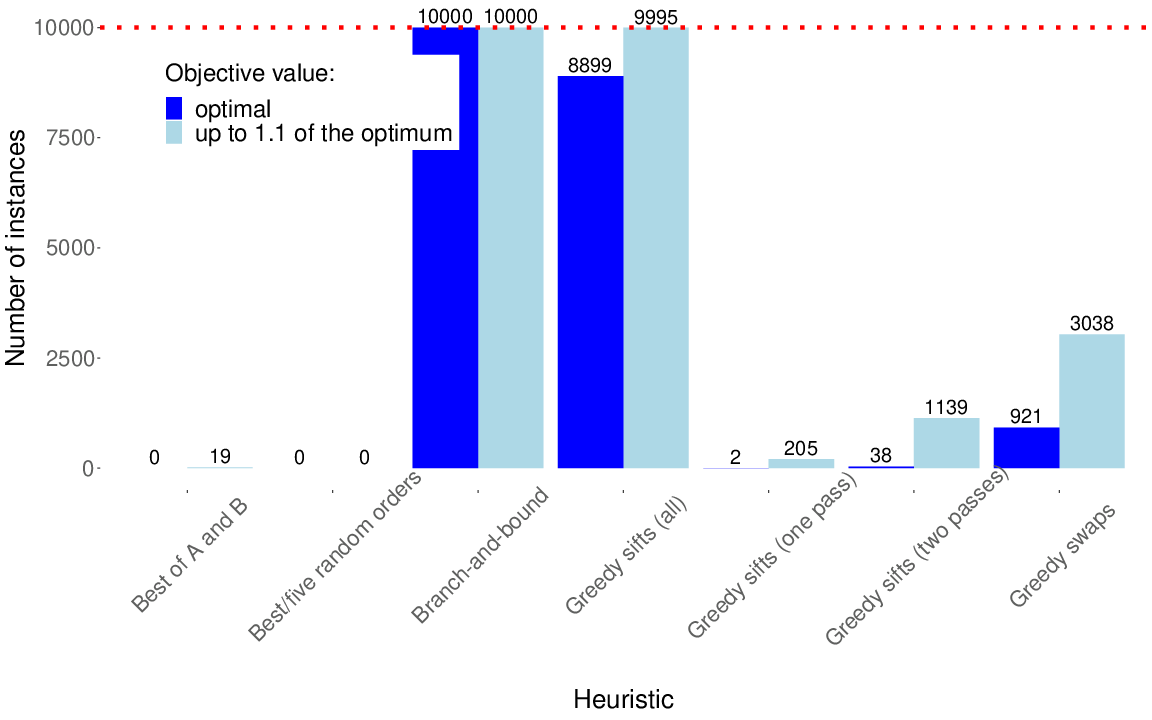 10000 10000 9995
10000
8899
Objective value:
optimal
up to 1.1 of the optimum
7500
5000
3038
2500
1139
921
0 19 0 0 2 205 38
0
Best of A and B
Best/five random orders
Branch-and-bound
Greedy sifts (all)
Greedy sifts (one pass)
Greedy sifts (two passes)
Greedy swaps
Number of instances
Heuristic